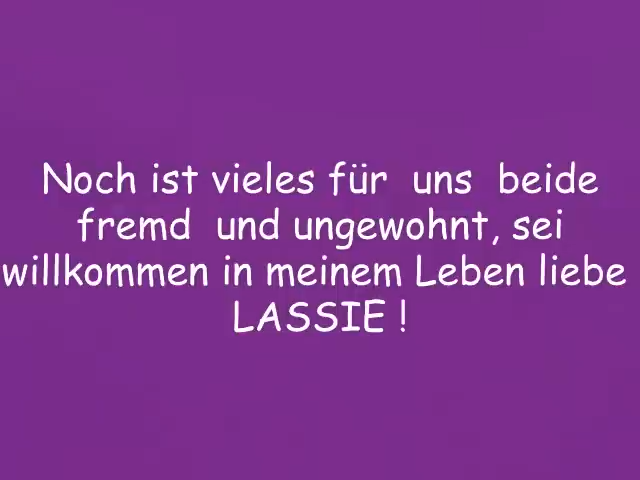 Noch ist vieles für uns beide
fremd und ungewohnt, sei
willkommen in meinem Leben liebe
LASSIE !